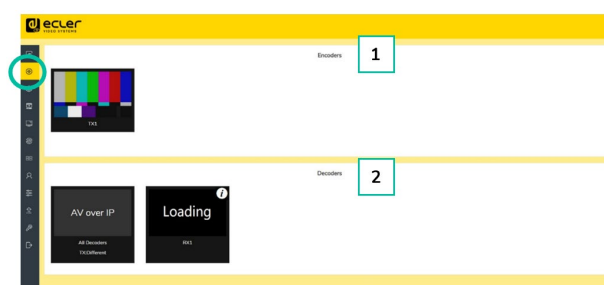 ecler
VIDEO SYSTEMS
Encoders
1
TX1
Decoders
2
AV over IP
All Decoders
TX:Different
i
Loading
RX1